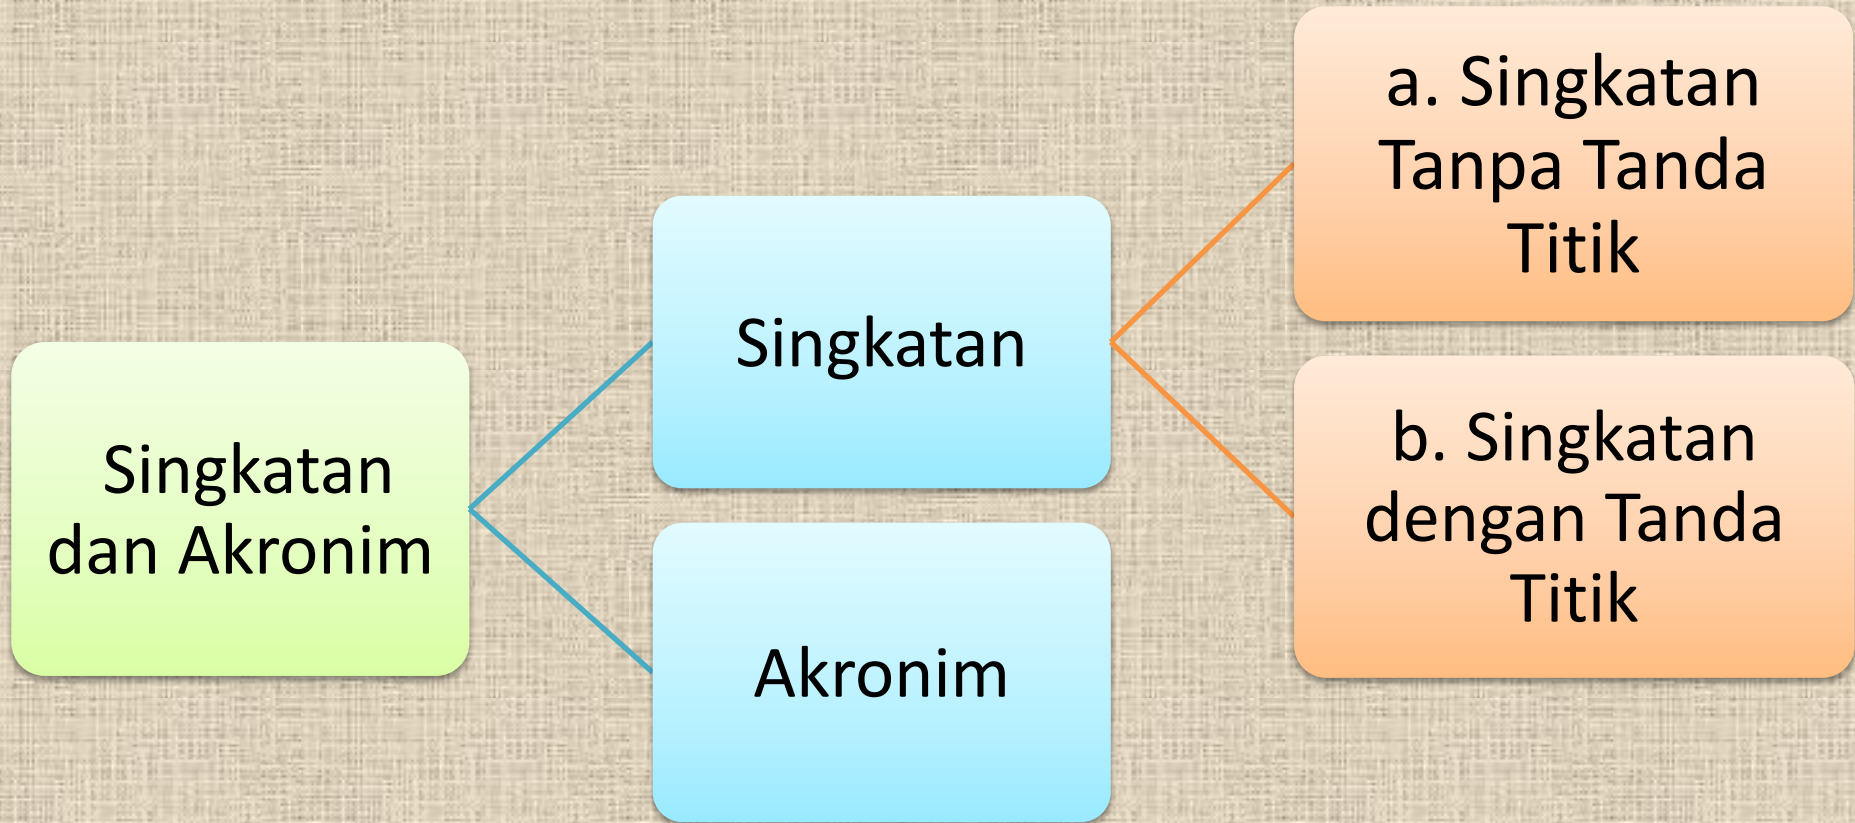 Singkatan
dan Akronim
Singkatan
Akronim
a. Singkatan
Tanpa Tanda
Titik
b. Singkatan
dengan Tanda
Titik